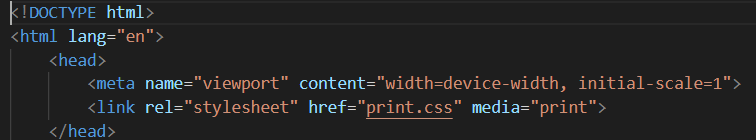 <!DOCTYPE html>
<html lang="en">
<head>
<meta name="viewport" content="width=device-width, initial-scale=1">
<link rel="stylesheet" href="print.css" media="print">
</head>